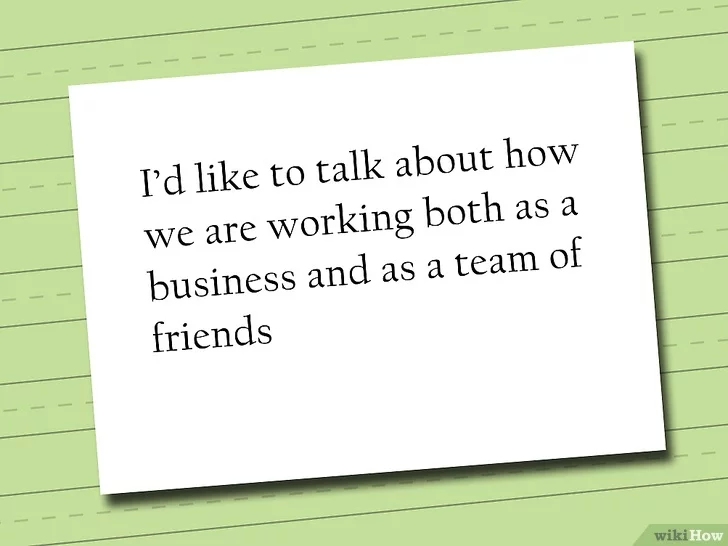 I'd like to talk about how
we are working both as a
business and as a team of
friends
wikiHow